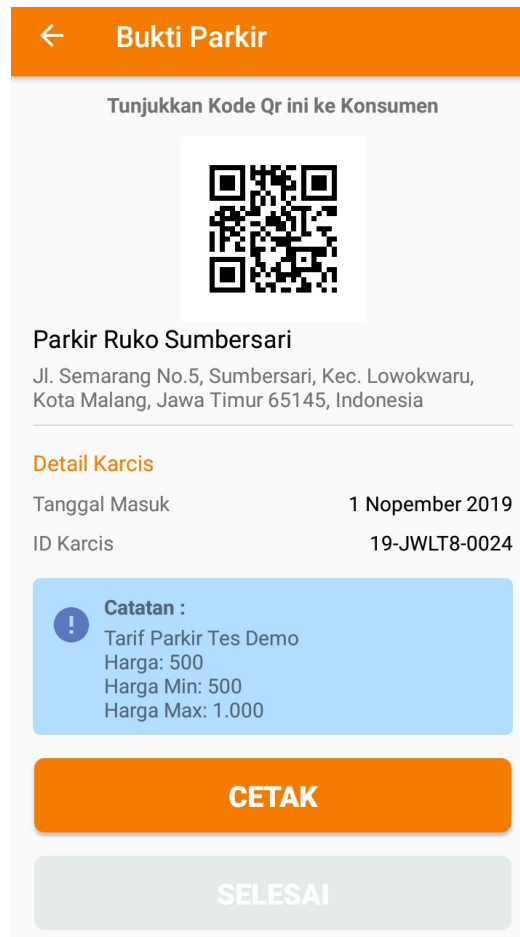 Bukti Parkir
Tunjukkan Kode Qr ini ke Konsumen
Parkir Ruko Sumbersari
Jl. Semarang No.5, Sumbersari, Kec. Lowokwaru,
Kota Malang, Jawa Timur 65145, Indonesia
Detail Karcis
Tanggal Masuk 1 Nopember 2019
ID Karcis 19-JWLT8-0024
Catatan :
Tarif Parkir Tes Demo
Harga: 500
Harga Min: 500
Harga Max: 1.000
CETAK
SELESAI